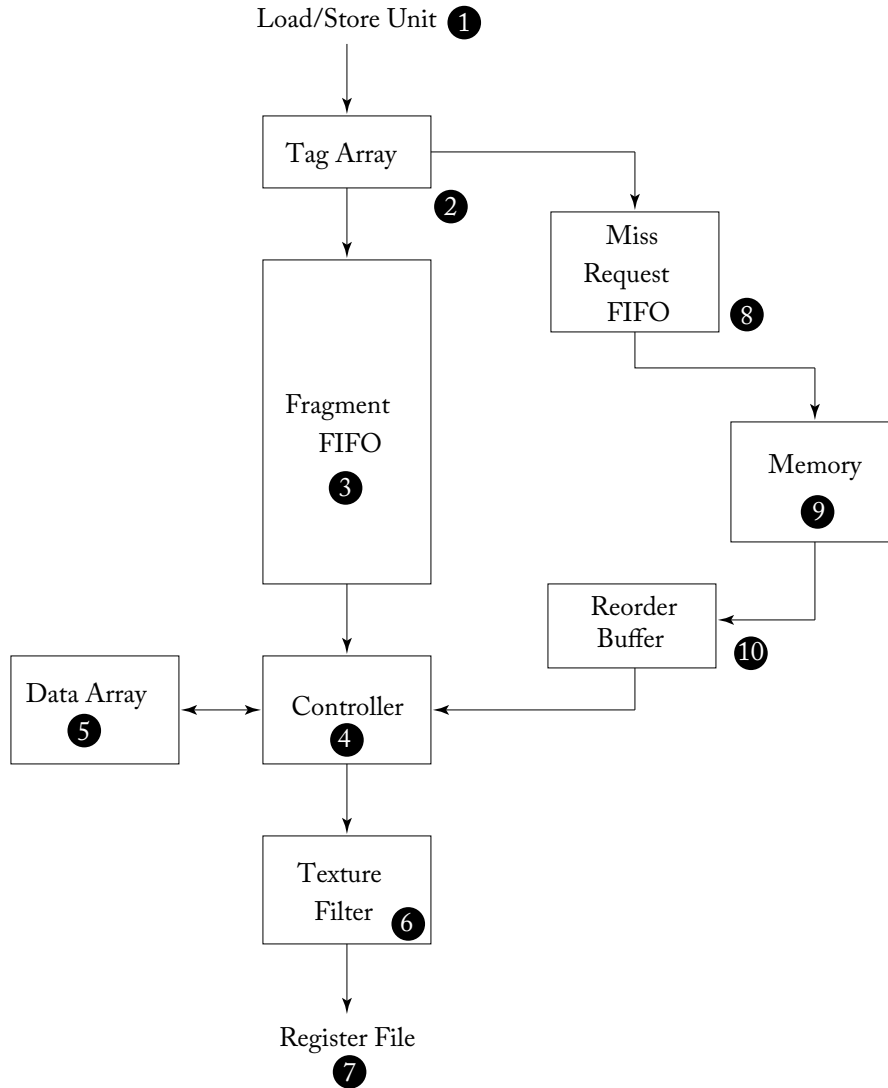 Load/Store Unit 1
Tag Array
2
Miss
Request
FIFO
8
Fragment
FIFO
3
Memory
9
Reorder
Buffer
10
Data Array
5
Controller
4
Texture
Filter
6
Register File
7